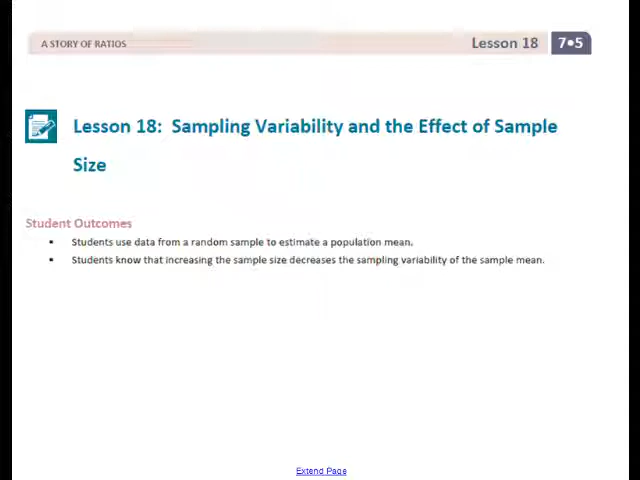 A STORY OF RATIOS
Lesson 18
7•5
Lesson 18: Sampling Variability and the Effect of Sample
Size
Student Outcomes
▪ Students use data from a random sample to estimate a population mean.
▪ Students know that increasing the sample size decreases the sampling variability of the sample mean.
Extend Page